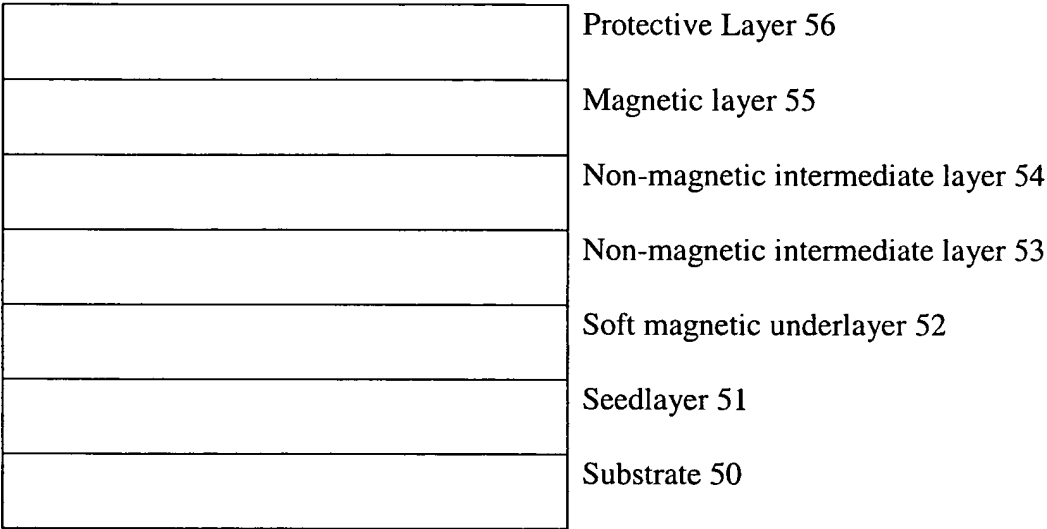 Protective Layer 56
Magnetic layer 55
Non-magnetic intermediate layer 54
Non-magnetic intermediate layer 53
Soft magnetic underlayer 52
Seedlayer 51
Substrate 50